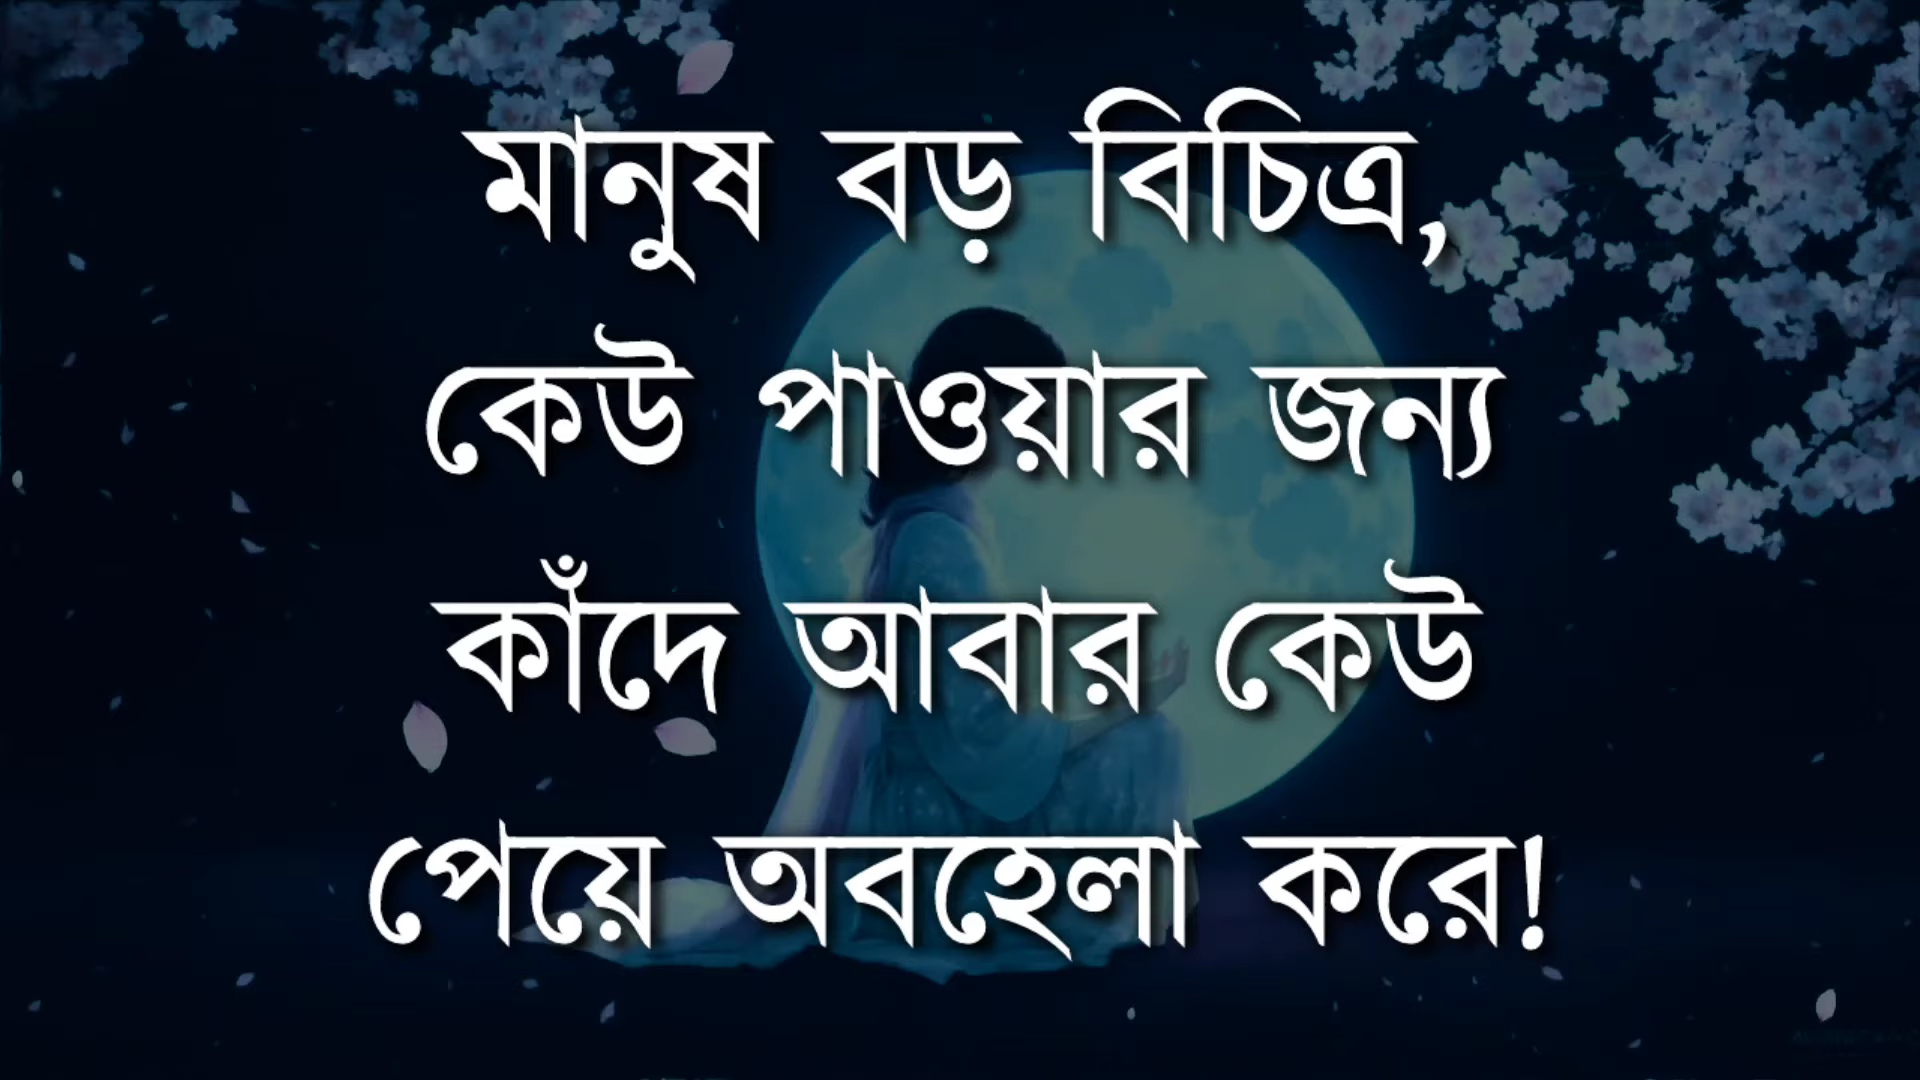 মানুষ বড় বিচিত্র,
কেউ পাওয়ার জন্য
কাঁদে আবার কেউ
পেয়ে অবহেলা করে!